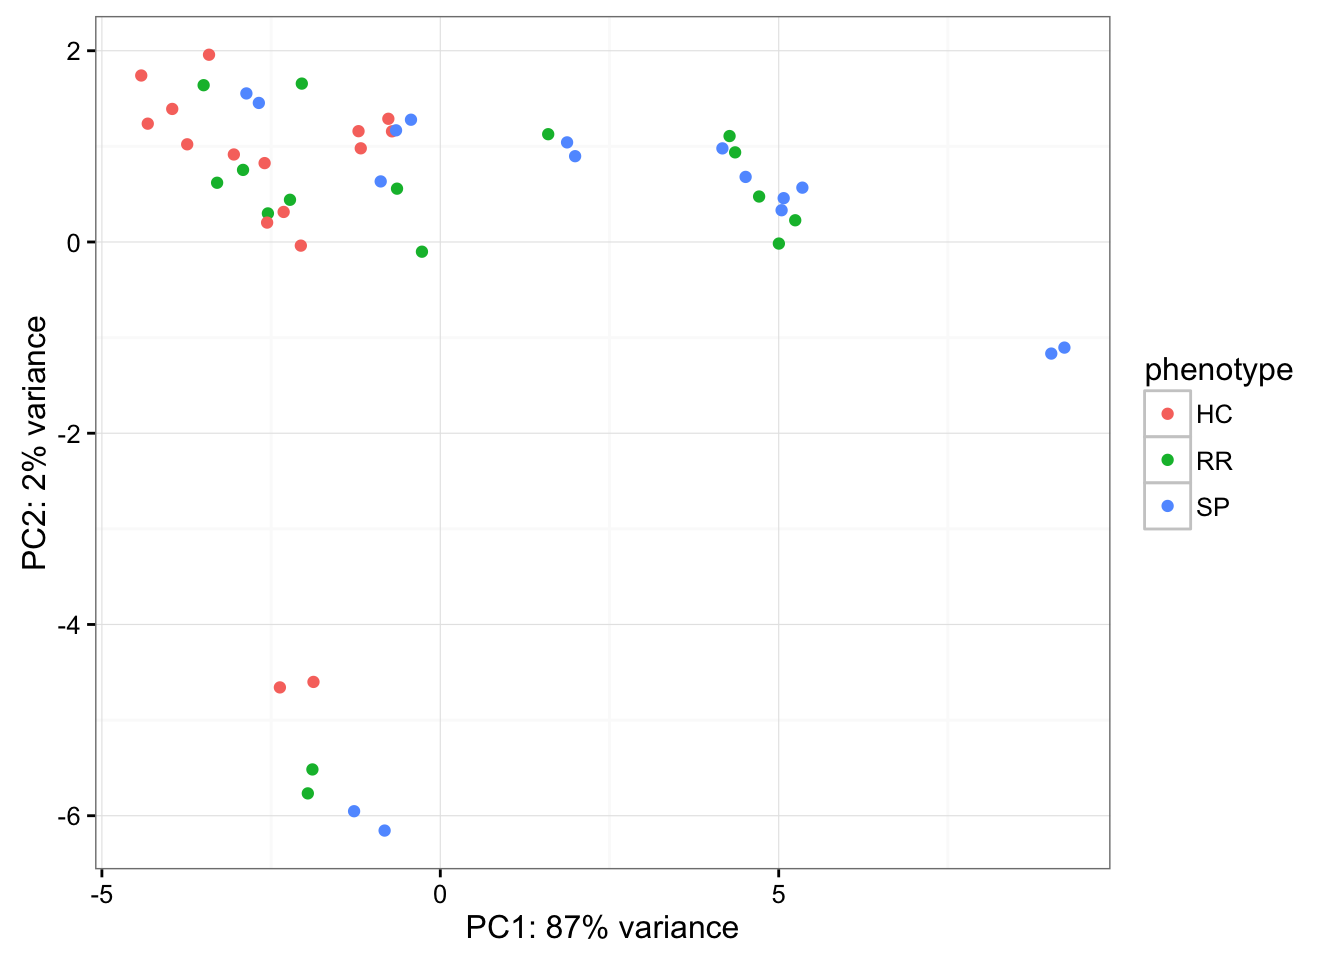 2
0
-2
-4
-6
PC2: 2% variance
-5
0
5
PC1: 87% variance
phenotype
HC
RR
SP